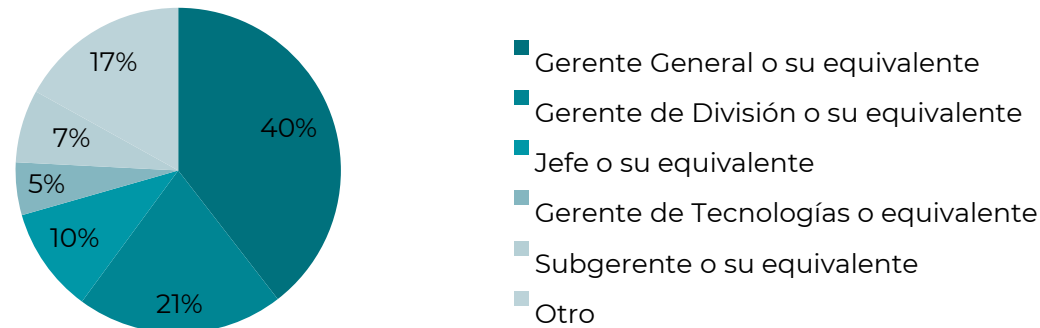 17%
40%
7%
5%
10%
21%
Gerente General o su equivalente
Gerente de División o su equivalente
Jefe o su equivalente
Gerente de Tecnologías o equivalente
Subgerente o su equivalente
Otro